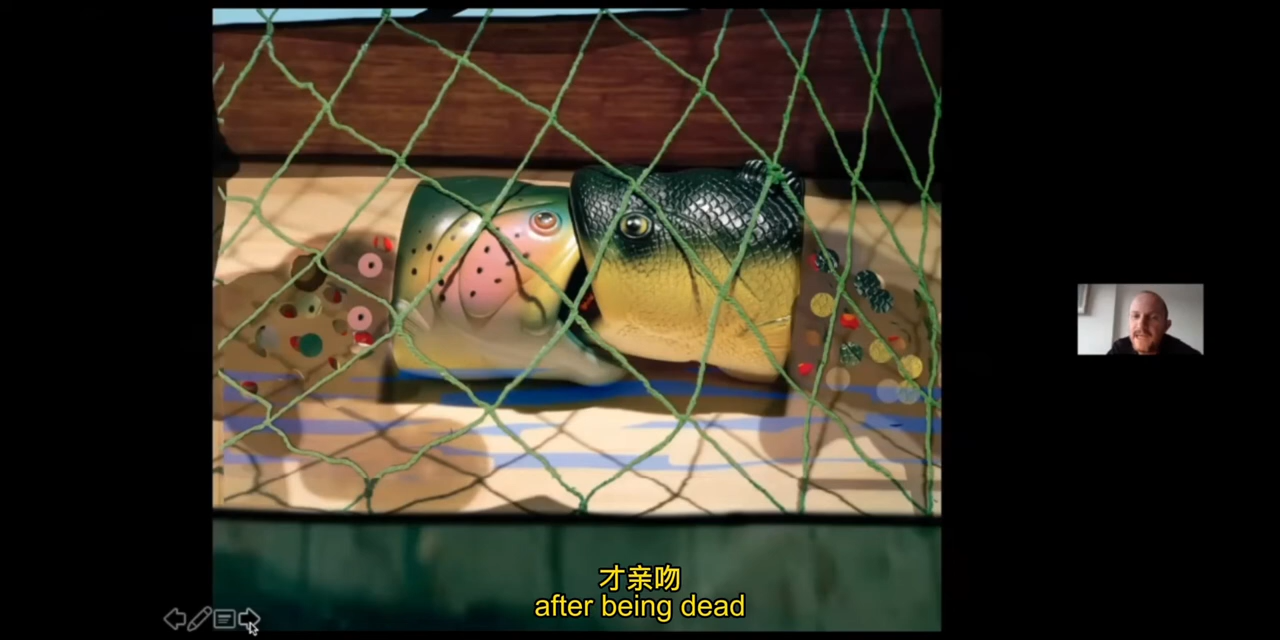 才亲吻
after being dead